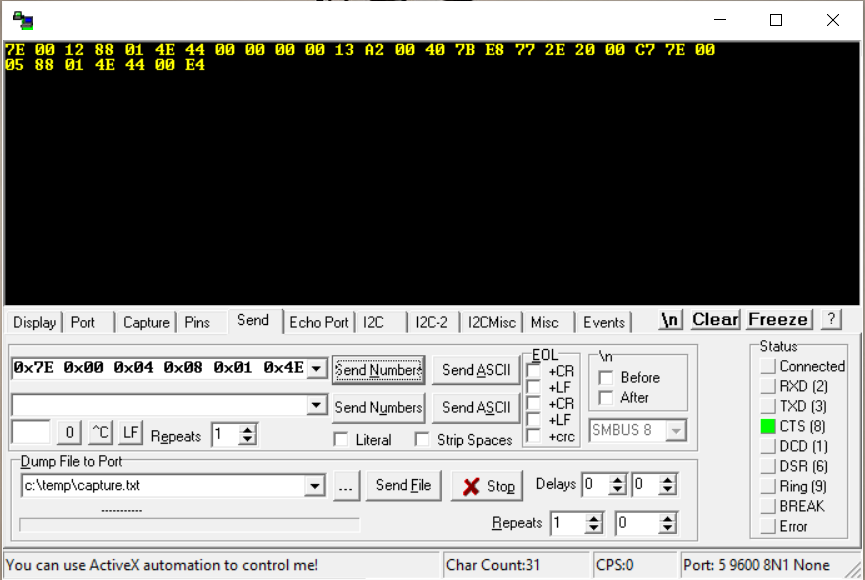 7E 00 12 88 01 4E 44 00 00 00 00 13 A2 00 40 7B E8 77 2E 20 00 C7 7E 00
05 88 01 4E 44 00 E4
Display Port Capture Pins Send Echo Port I2C I2C-2 I2CMisc Misc Events \n Clear Freeze ?
0x7E 0x00 0x04 0x08 0x01 0x4E Send Numbers Send ASCII
Send Numbers Send ASCII
0 ^C LF Repeats 1 Literal Strip Spaces
EOL
+CR
+LF
+CR
+LF
+crc
\n
Before
After
SMBUS 8
Status
Connected
RXD (2)
TXD (3)
CTS (8)
DCD (1)
DSR (6)
Ring (9)
BREAK
Error
Dump File to Port
c:\temp\capture.txt ... Send File Stop Delays 0 0
-----------
Repeats 1 0
You can use ActiveX automation to control me! Char Count:31 CPS:0 Port: 5 9600 8N1 None